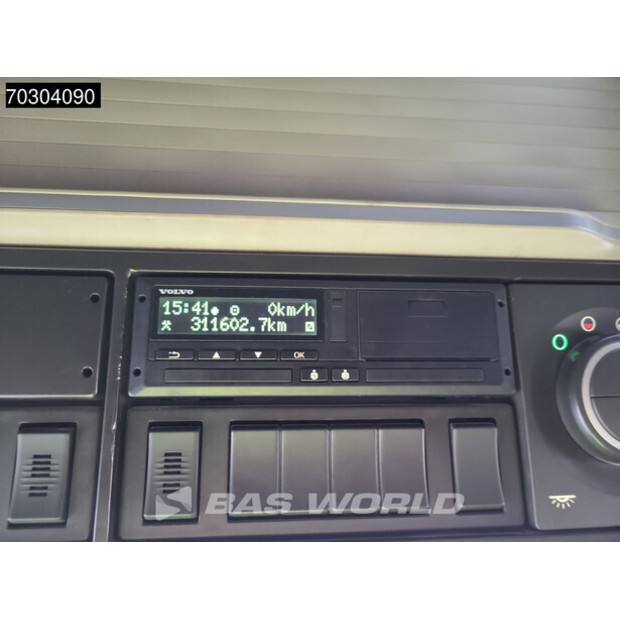 70304090
VOLVO
15:41 0km/h
311602.7km
OK
BAS WORLD